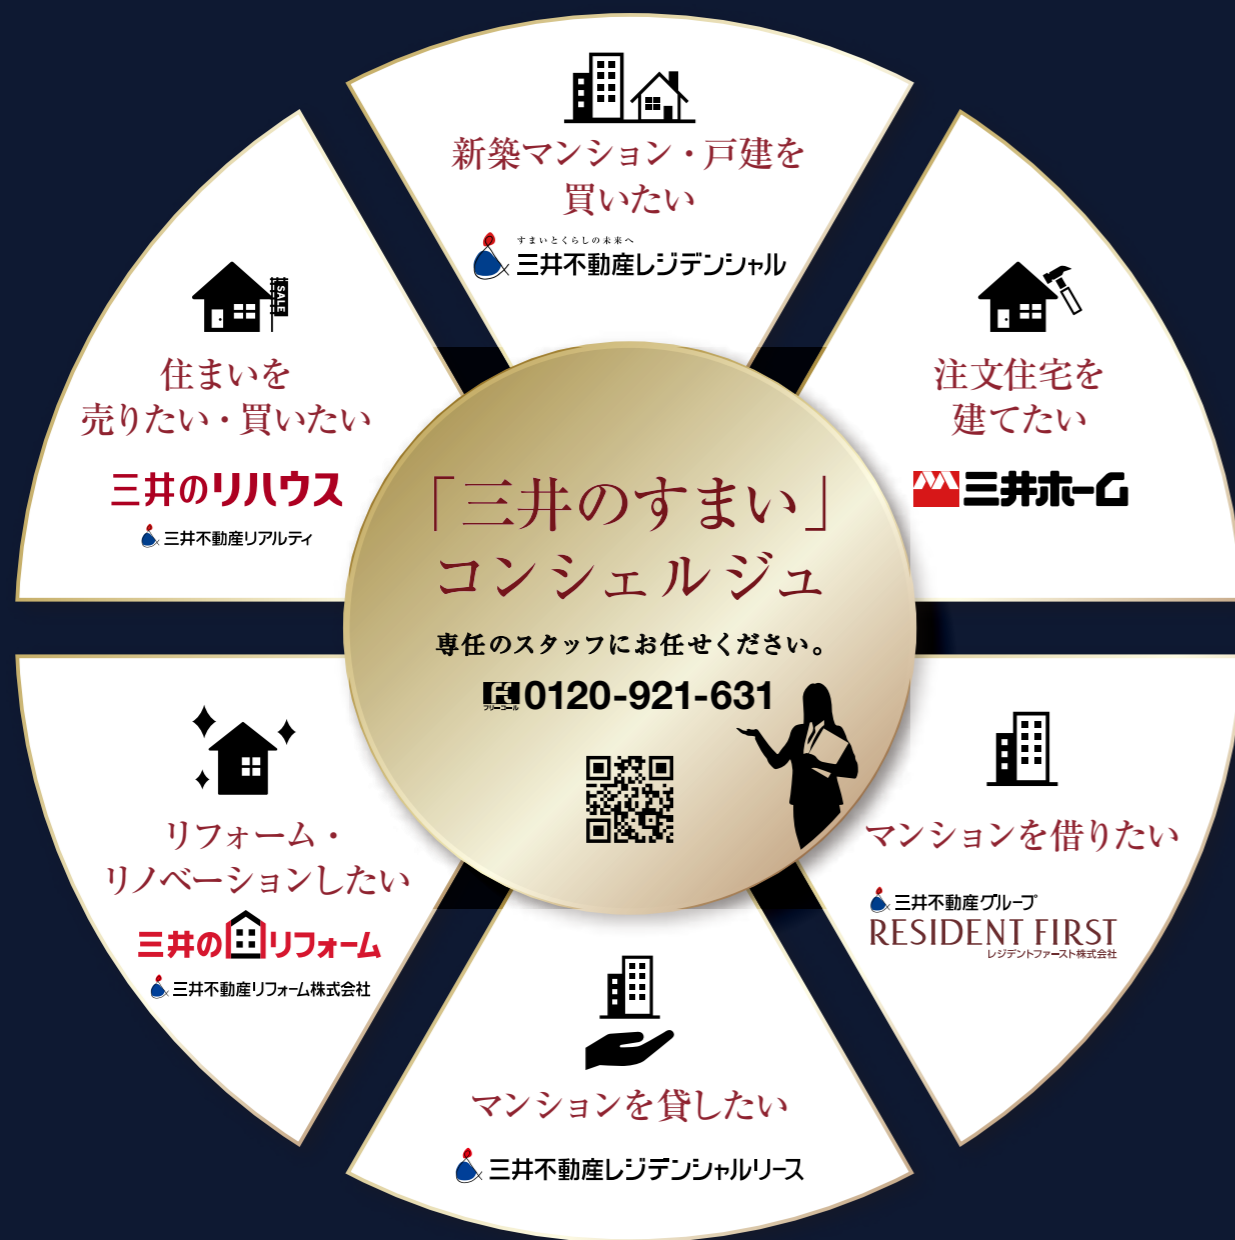 新築マンション・戸建を
買いたい
すまいとくらしの未来へ
三井不動産レジデンシャル
注文住宅を
建てたい
三井ホーム
マンションを借りたい
三井不動産グループ
RESIDENT FIRST
レジデントファースト株式会社
マンションを貸したい
三井不動産レジデンシャルリース
リフォーム・
リノベーションしたい
三井のリフォーム
三井不動産リフォーム株式会社
SALE
住まいを
売りたい・買いたい
三井のリハウス
三井不動産リアルティ
「三井のすまい」
コンシェルジュ
専任のスタッフにお任せください。
フリーコール
0120-921-631